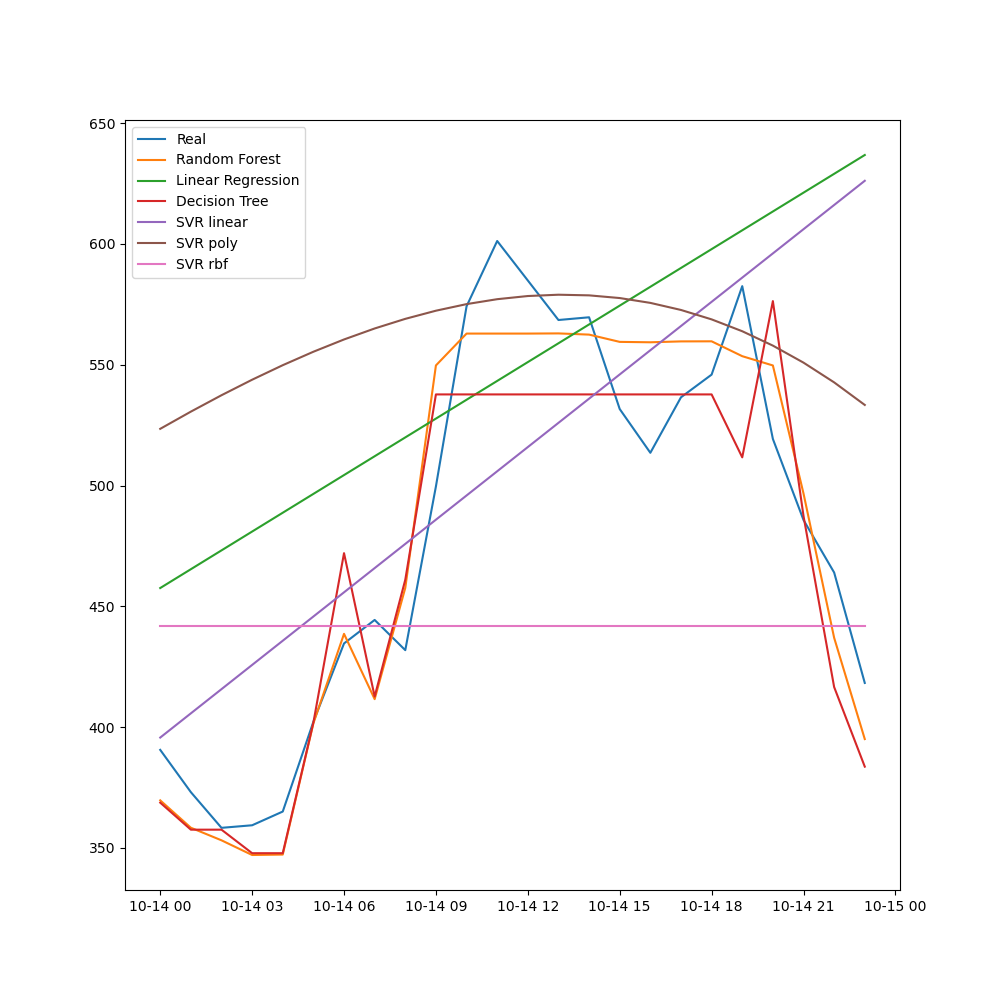 650
600
550
500
450
400
350
Real
Random Forest
Linear Regression
Decision Tree
SVR linear
SVR poly
SVR rbf
10-14 00 10-14 03 10-14 06 10-14 09 10-14 12 10-14 15 10-14 18 10-14 21 10-15 00